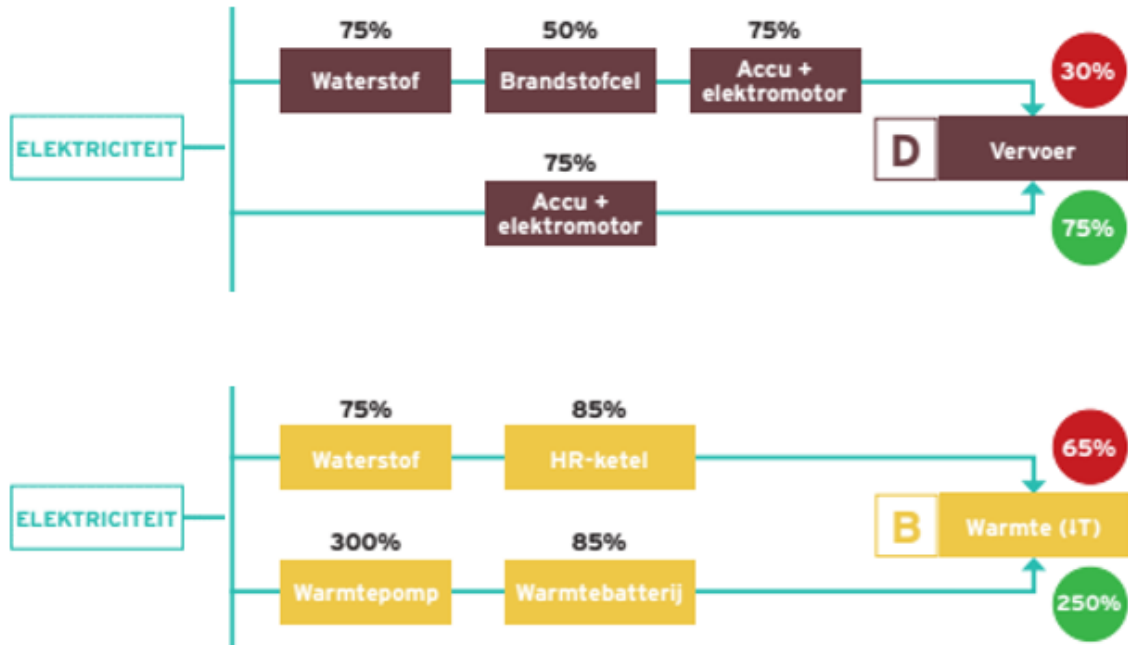 75% 50% 75%
Waterstof Brandstofcel Accu +
elektromotor
30%
ELEKTRICITEIT
D Vervoer
75%
Accu +
elektromotor
75%
75% 85%
Waterstof HR-ketel
65%
ELEKTRICITEIT
B Warmte (↓T)
300% 85%
Warmtepomp Warmtebatterij
250%